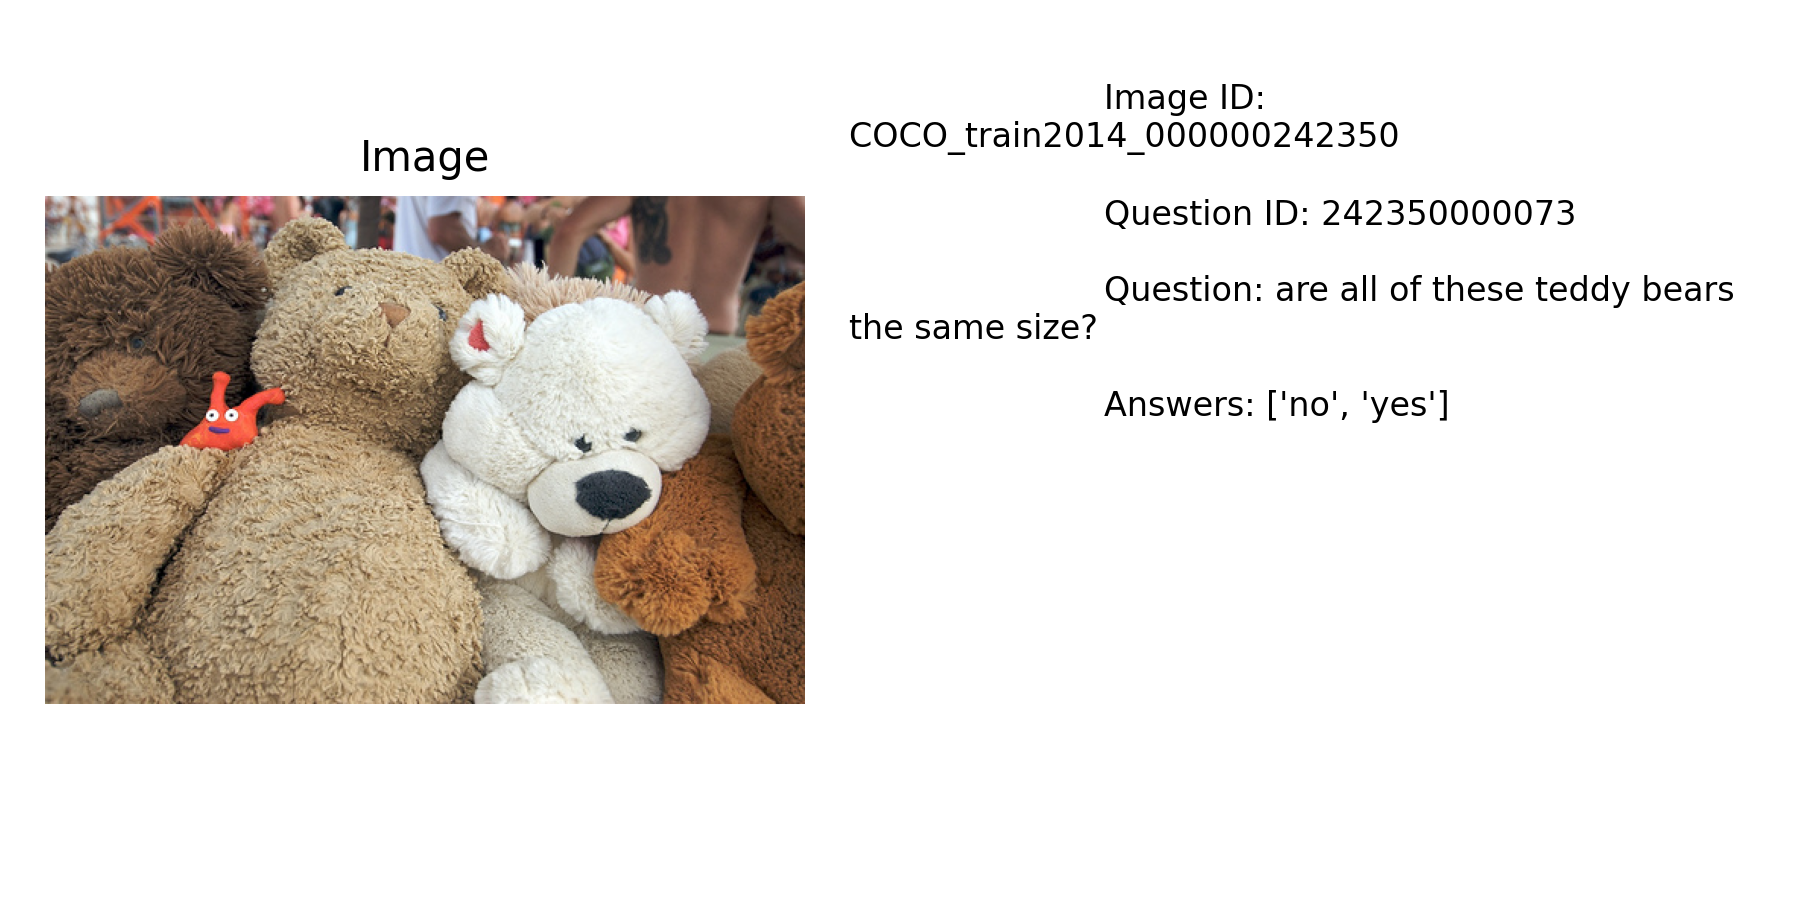 Image
Image ID:
COCO_train2014_000000242350
Question ID: 242350000073
Question: are all of these teddy bears
the same size?
Answers: ['no', 'yes']